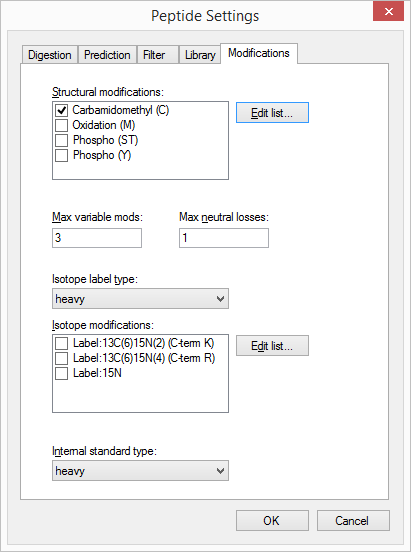 Peptide Settings
Digestion Prediction Filter Library Modifications
Structural modifications:
Carbamidomethyl (C)
Oxidation (M)
Phospho (ST)
Phospho (Y)
Edit list...
Max variable mods: Max neutral losses:
3 1
Isotope label type:
heavy
Isotope modifications:
Label:13C(6)15N(2) (C-term K)
Label:13C(6)15N(4) (C-term R)
Label:15N
Edit list...
Internal standard type:
heavy
OK Cancel